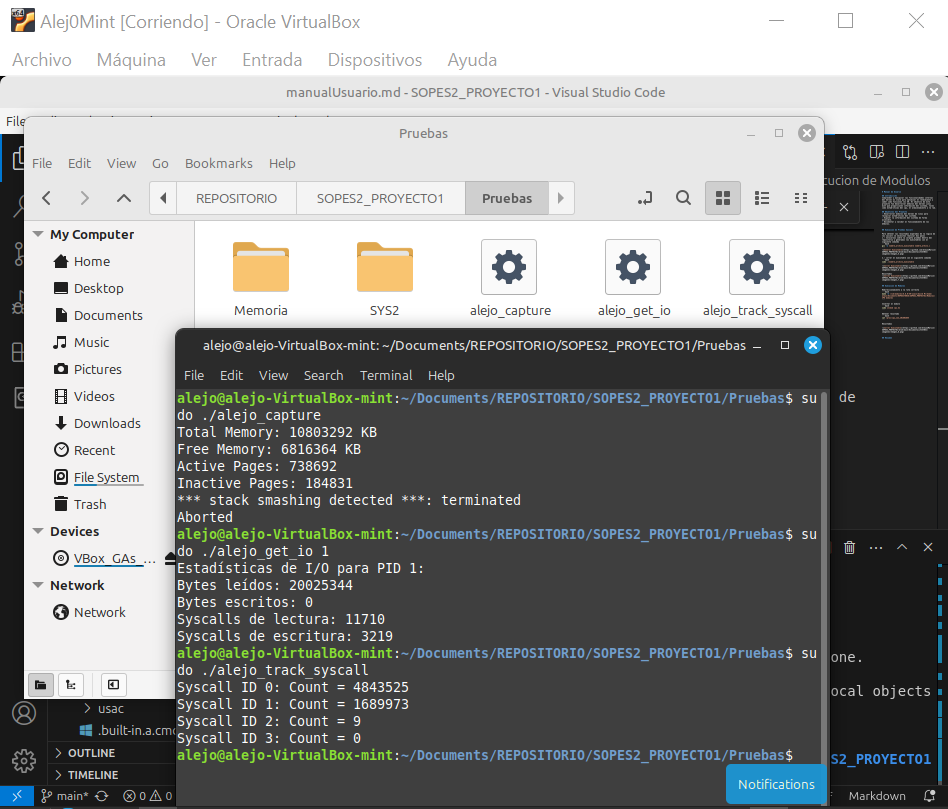 Alej0Mint [Corriendo] - Oracle VirtualBox
Archivo Máquina Ver Entrada Dispositivos Ayuda
manualUsuario.md - SOPES2_PROYECTO1 - Visual Studio Code
File
Pruebas
File Edit View Go Bookmarks Help
REPOSITORIO SOPES2_PROYECTO1 Pruebas
cucion de Modulos
My Computer
Home
Desktop
Documents
Music
Pictures
Videos
Downloads
Recent
File System
Trash
Devices
VBox_GAs_...
Network
Network
Memoria SYS2 alejo_capture alejo_get_io alejo_track_syscall
alejo@alejo-VirtualBox-mint: ~/Documents/REPOSITORIO/SOPES2_PROYECTO1/Pruebas
File Edit View Search Terminal Help
alejo@alejo-VirtualBox-mint:~/Documents/REPOSITORIO/SOPES2_PROYECTO1/Pruebas$ su
do ./alejo_capture
Total Memory: 10803292 KB
Free Memory: 6816364 KB
Active Pages: 738692
Inactive Pages: 184831
*** stack smashing detected ***: terminated
Aborted
alejo@alejo-VirtualBox-mint:~/Documents/REPOSITORIO/SOPES2_PROYECTO1/Pruebas$ su
do ./alejo_get_io 1
Estadísticas de I/O para PID 1:
Bytes leídos: 20025344
Bytes escritos: 0
Syscalls de lectura: 11710
Syscalls de escritura: 3219
alejo@alejo-VirtualBox-mint:~/Documents/REPOSITORIO/SOPES2_PROYECTO1/Pruebas$ su
do ./alejo_track_syscall
Syscall ID 0: Count = 4843525
Syscall ID 1: Count = 1689973
Syscall ID 2: Count = 9
Syscall ID 3: Count = 0
alejo@alejo-VirtualBox-mint:~/Documents/REPOSITORIO/SOPES2_PROYECTO1/Pruebas$
de
one.
ocal objects
S2_PROYECTO1
usac
.built-in.a.cmd
OUTLINE
TIMELINE
Notifications
main* 0 0 Markdown